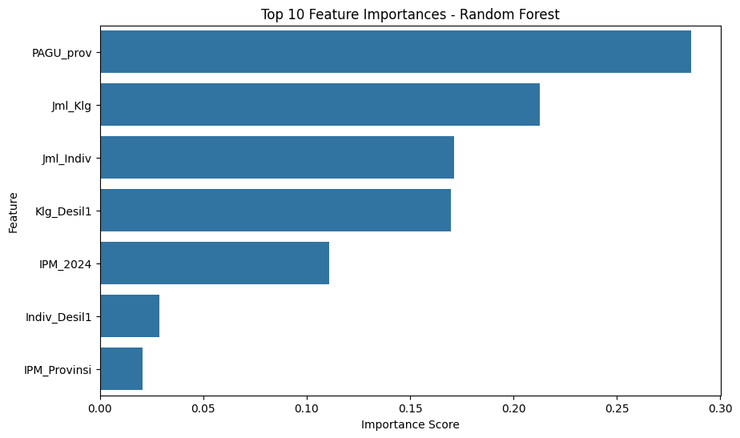 Top 10 Feature Importances - Random Forest
Feature
PAGU_prov
Jml_Klg
Jml_Indiv
Klg_Desil1
IPM_2024
Indiv_Desil1
IPM_Provinsi
0.00 0.05 0.10 0.15 0.20 0.25 0.30
Importance Score